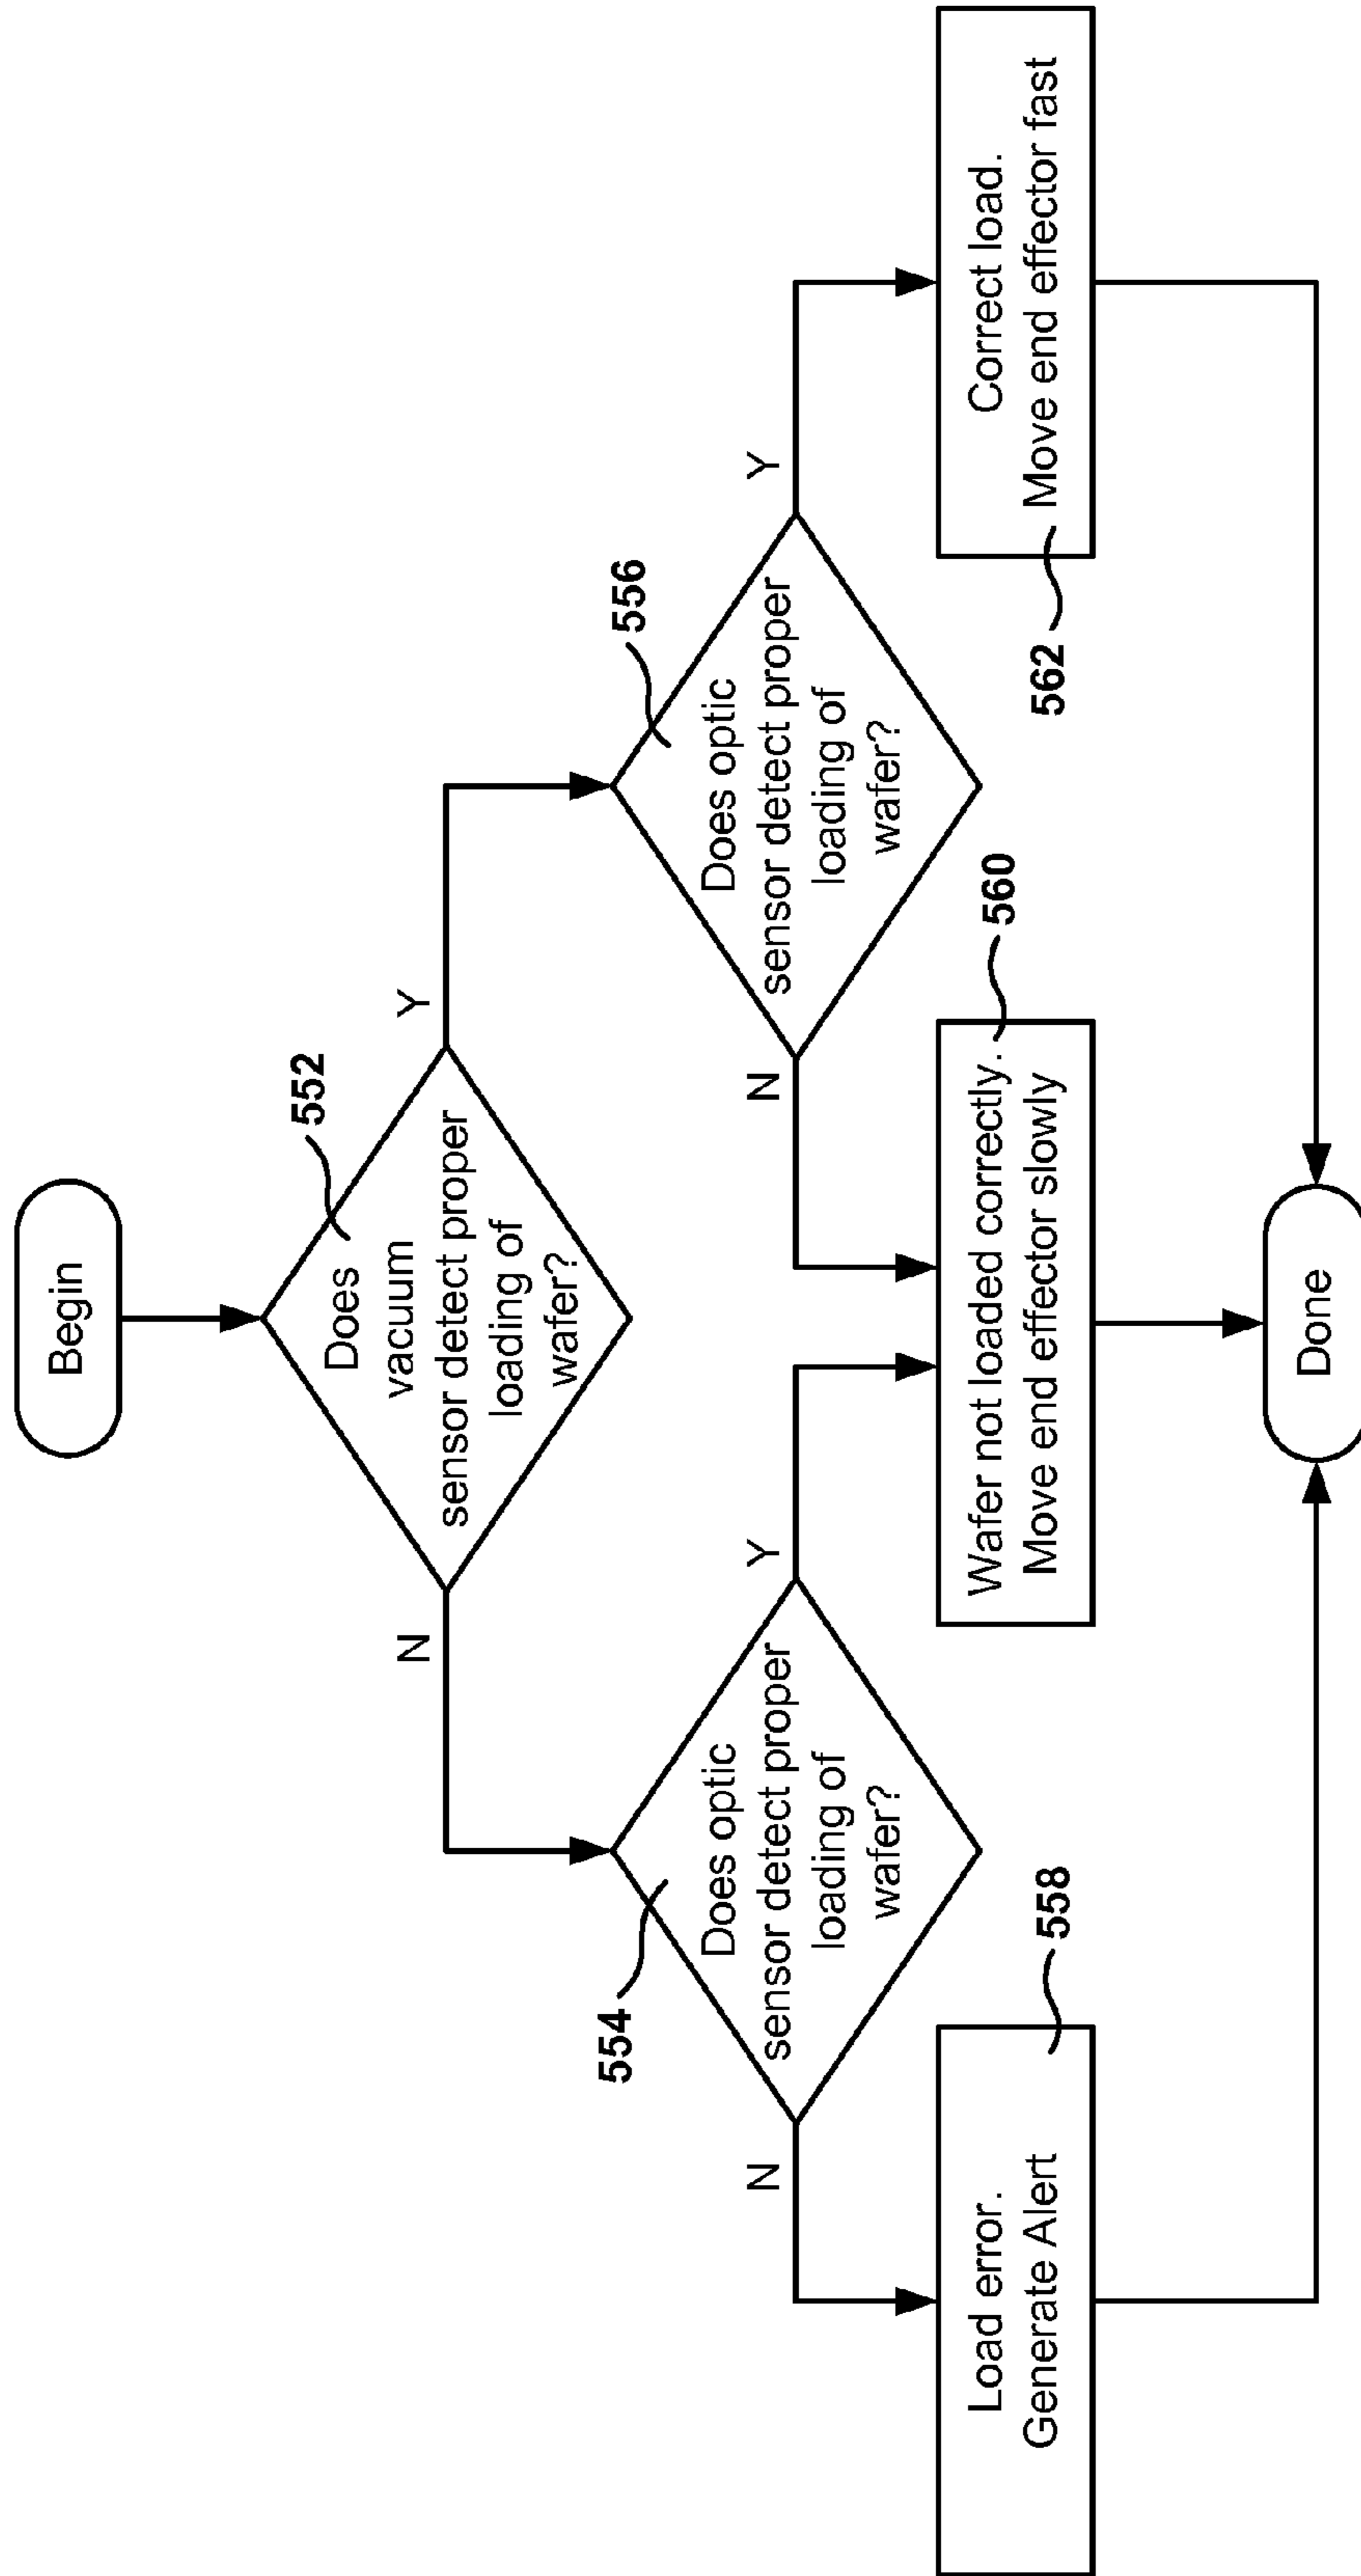 Begin
552
Does
vacuum
sensor detect proper
loading of
wafer?
N
Y
554
Does optic
sensor detect proper
loading of
wafer?
N
Y
556
Does optic
sensor detect proper
loading of
wafer?
N
Y
Load error.
Generate Alert
558
Wafer not loaded correctly.
Move end effector slowly
560
Correct load.
Move end effector fast
562
Done